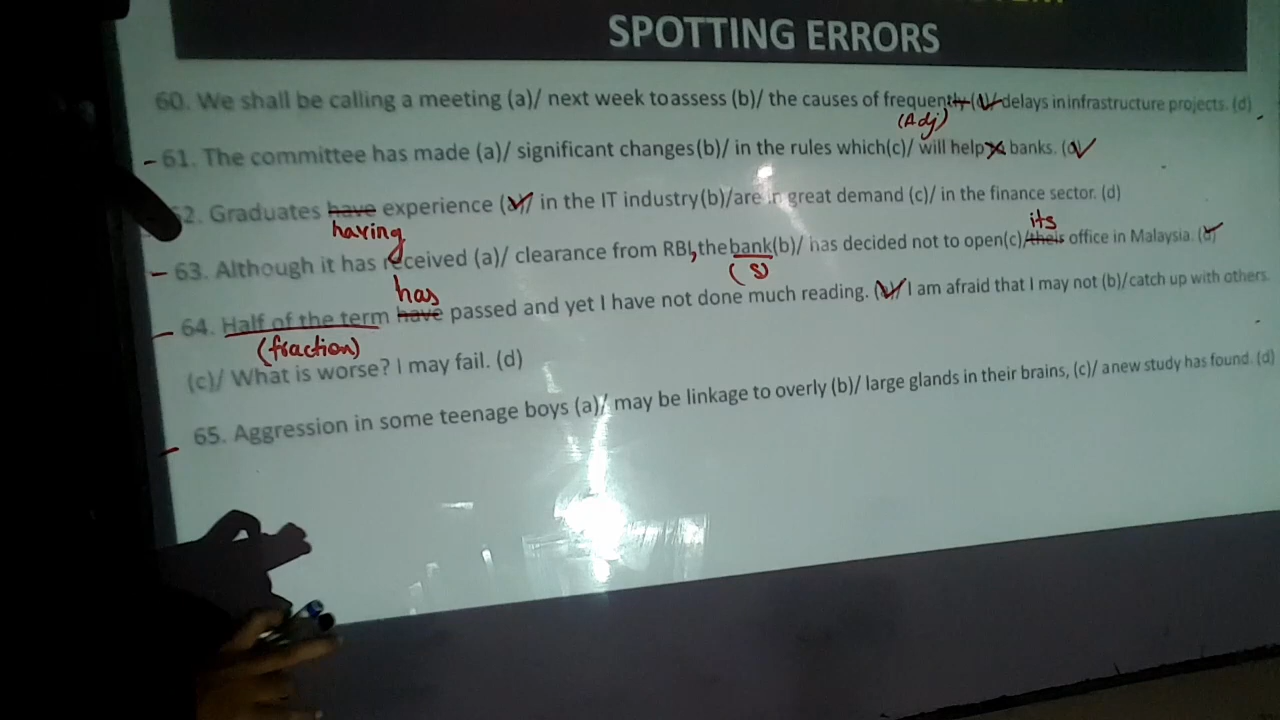 SPOTTING ERRORS
60. We shall be calling a meeting (a)/ next week to assess (b)/ the causes of frequently (c)/ delays in infrastructure projects. (d)
(Adj)
61. The committee has made (a)/ significant changes (b)/ in the rules which (c)/ will help banks. (d)
62. Graduates have experience (a)/ in the IT industry (b)/are in great demand (c)/ in the finance sector. (d)
having
its
63. Although it has received (a)/ clearance from RBI, the bank (b)/ has decided not to open (c)/ their office in Malaysia. (d)
(S)
has
64. Half of the term have passed and yet I have not done much reading. (a)/ I am afraid that I may not (b)/catch up with others.
(fraction)
(c)/ What is worse? I may fail. (d)
65. Aggression in some teenage boys (a)/ may be linkage to overly (b)/ large glands in their brains, (c)/ a new study has found. (d)